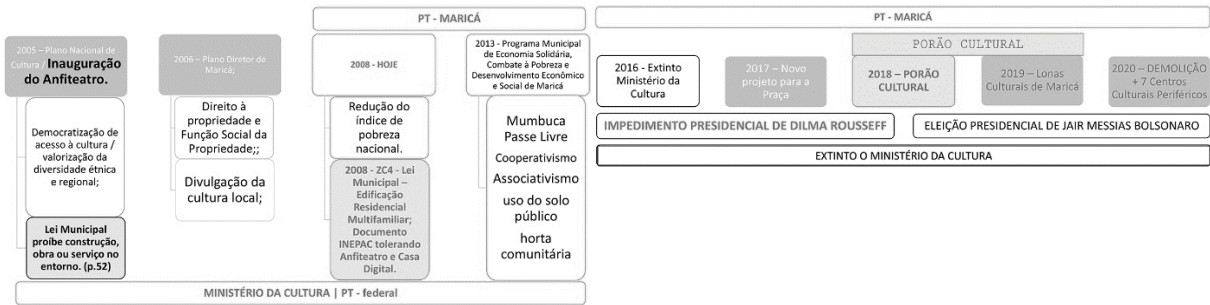 PT - MARICÁ
2005 – Plano Nacional de
Cultura / Inauguração
do Anfiteatro.
Democratização de
acesso à cultura /
valorização da
diversidade étnica
e regional;
Lei Municipal
proíbe construção,
obra ou serviço no
entorno. (p.52)
2006 – Plano Diretor de
Maricá;
Direito à
propriedade e
Função Social da
Propriedade;;
Divulgação da
cultura local;
2008 - HOJE
Redução do
índice de
pobreza
nacional.
2008 - ZC4 - Lei
Municipal –
Edificação
Residencial
Multifamiliar;
Documento
INEPAC tolerando
Anfiteatro e Casa
Digital.
2013 - Programa Municipal
de Economia Solidária,
Combate à Pobreza e
Desenvolvimento Econômico
e Social de Maricá
Mumbuca
Passe Livre
Cooperativismo
Associativismo
uso do solo
público
horta
comunitária
MINISTÉRIO DA CULTURA | PT - federal
PT - MARICÁ
PORÃO CULTURAL
2016 - Extinto
Ministério da
Cultura
2017 – Novo
projeto para a
Praça
2018 – PORÃO
CULTURAL
2019 – Lonas
Culturais de Maricá
2020 – DEMOLIÇÃO
+ 7 Centros
Culturais Periféricos
IMPEDIMENTO PRESIDENCIAL DE DILMA ROUSSEFF
ELEIÇÃO PRESIDENCIAL DE JAIR MESSIAS BOLSONARO
EXTINTO O MINISTÉRIO DA CULTURA